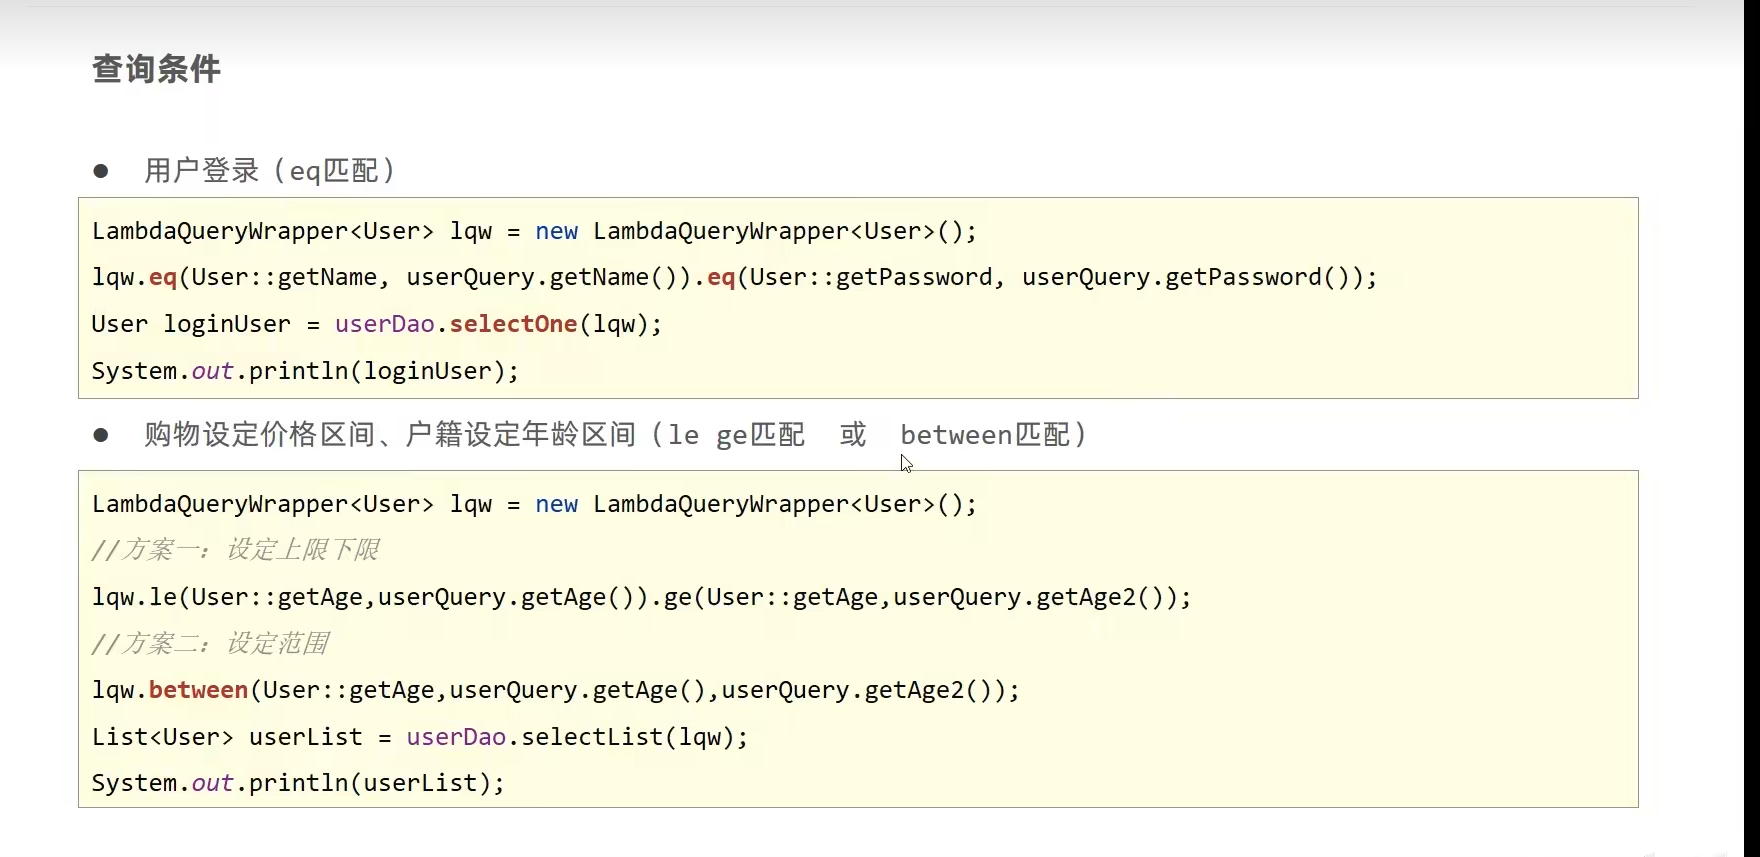 查询条件
● 用户登录（eq匹配）
LambdaQueryWrapper<User> lqw = new LambdaQueryWrapper<User>();
lqw.eq(User::getName, userQuery.getName()).eq(User::getPassword, userQuery.getPassword());
User loginUser = userDao.selectOne(lqw);
System.out.println(loginUser);
● 购物设定价格区间、户籍设定年龄区间（le ge匹配 或 between匹配）
LambdaQueryWrapper<User> lqw = new LambdaQueryWrapper<User>();
//方案一：设定上限下限
lqw.le(User::getAge,userQuery.getAge()).ge(User::getAge,userQuery.getAge2());
//方案二：设定范围
lqw.between(User::getAge,userQuery.getAge(),userQuery.getAge2());
List<User> userList = userDao.selectList(lqw);
System.out.println(userList);